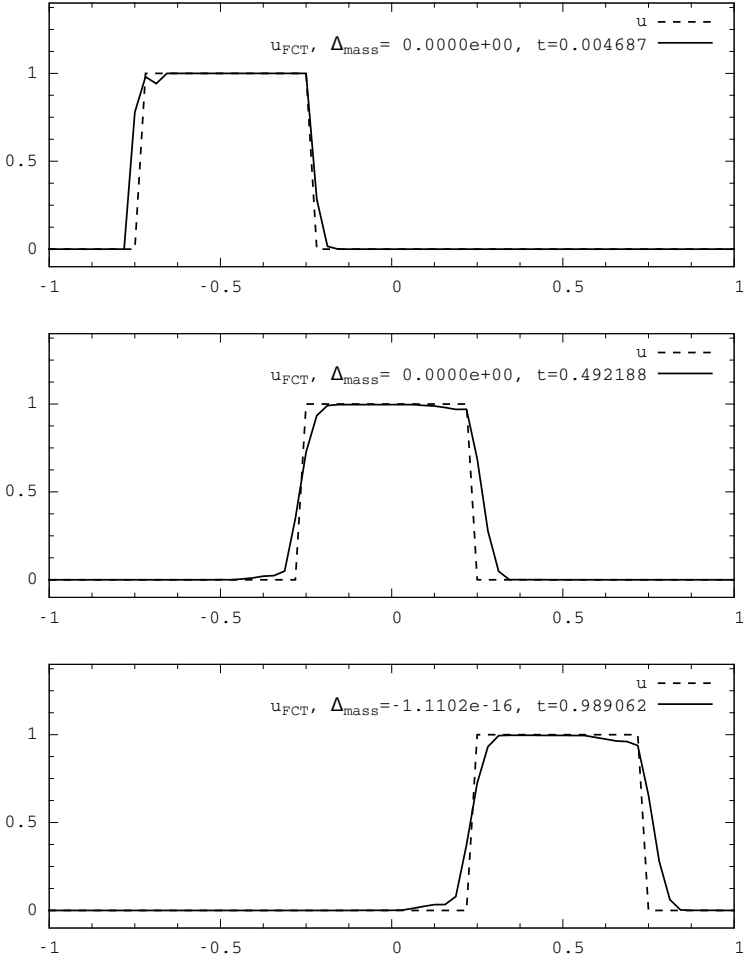 u
u_FCT, Δ_mass= 0.0000e+00, t=0.004687
1
0.5
0
-1 -0.5 0 0.5 1
u
u_FCT, Δ_mass= 0.0000e+00, t=0.492188
1
0.5
0
-1 -0.5 0 0.5 1
u
u_FCT, Δ_mass=-1.1102e-16, t=0.989062
1
0.5
0
-1 -0.5 0 0.5 1